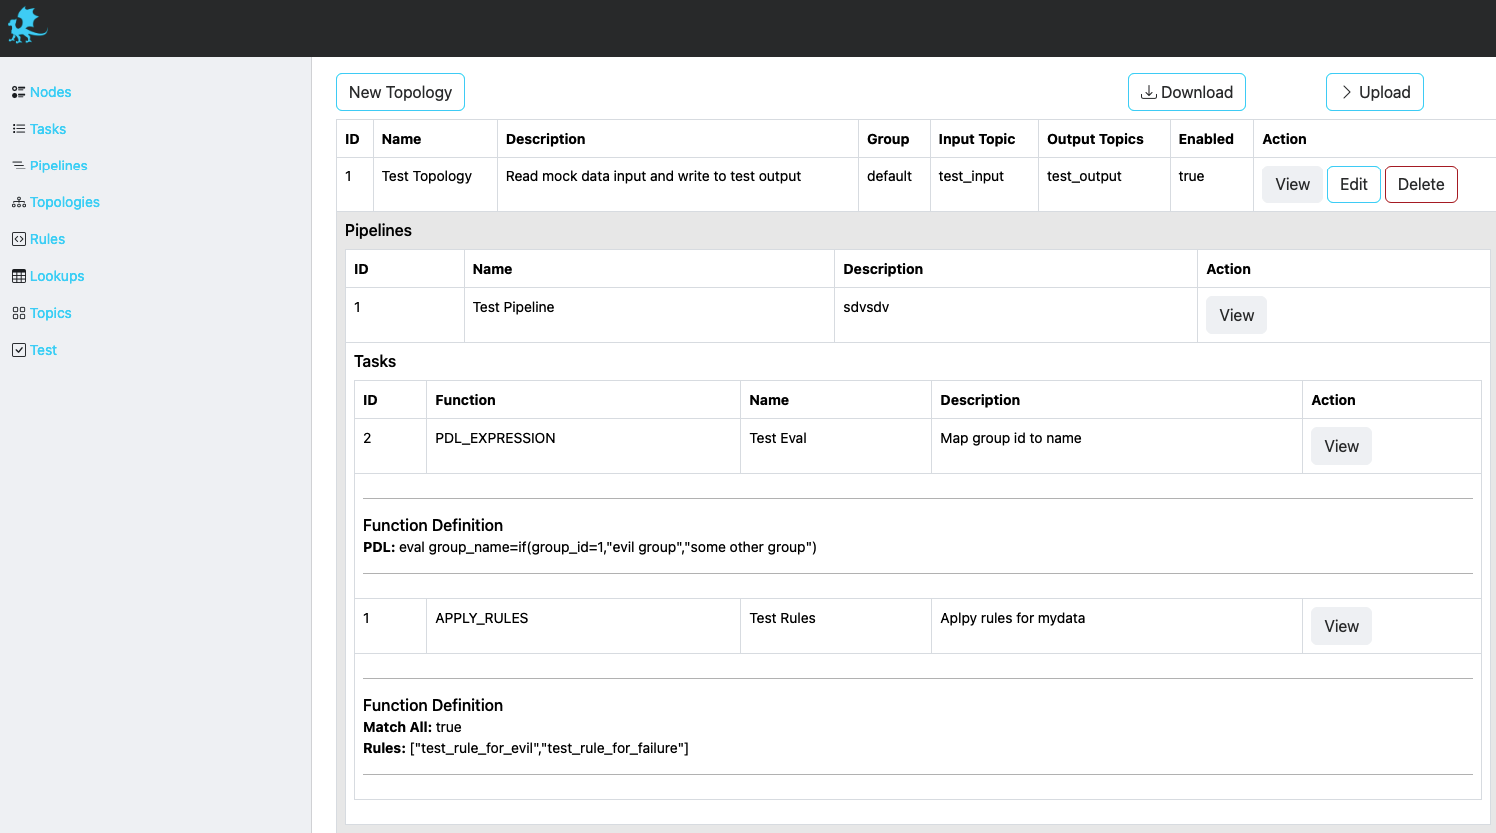 Nodes
Tasks
Pipelines
Topologies
Rules
Lookups
Topics
Test
New Topology Download Upload
ID Name Description Group Input Topic Output Topics Enabled Action
1 Test Topology Read mock data input and write to test output default test_input test_output true View Edit Delete
Pipelines
ID Name Description Action
1 Test Pipeline sdvsdv View
Tasks
ID Function Name Description Action
2 PDL_EXPRESSION Test Eval Map group id to name View
Function Definition
PDL: eval group_name=if(group_id=1,"evil group","some other group")
1 APPLY_RULES Test Rules Aplpy rules for mydata View
Function Definition
Match All: true
Rules: ["test_rule_for_evil","test_rule_for_failure"]